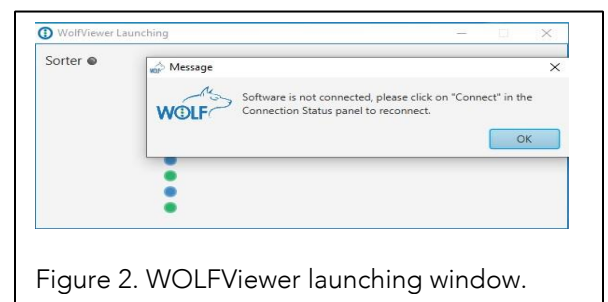 WolfViewer Launching
Sorter
Message
WOLF
WOLF
Software is not connected, please click on "Connect" in the
Connection Status panel to reconnect.
OK
Figure 2. WOLFViewer launching window.